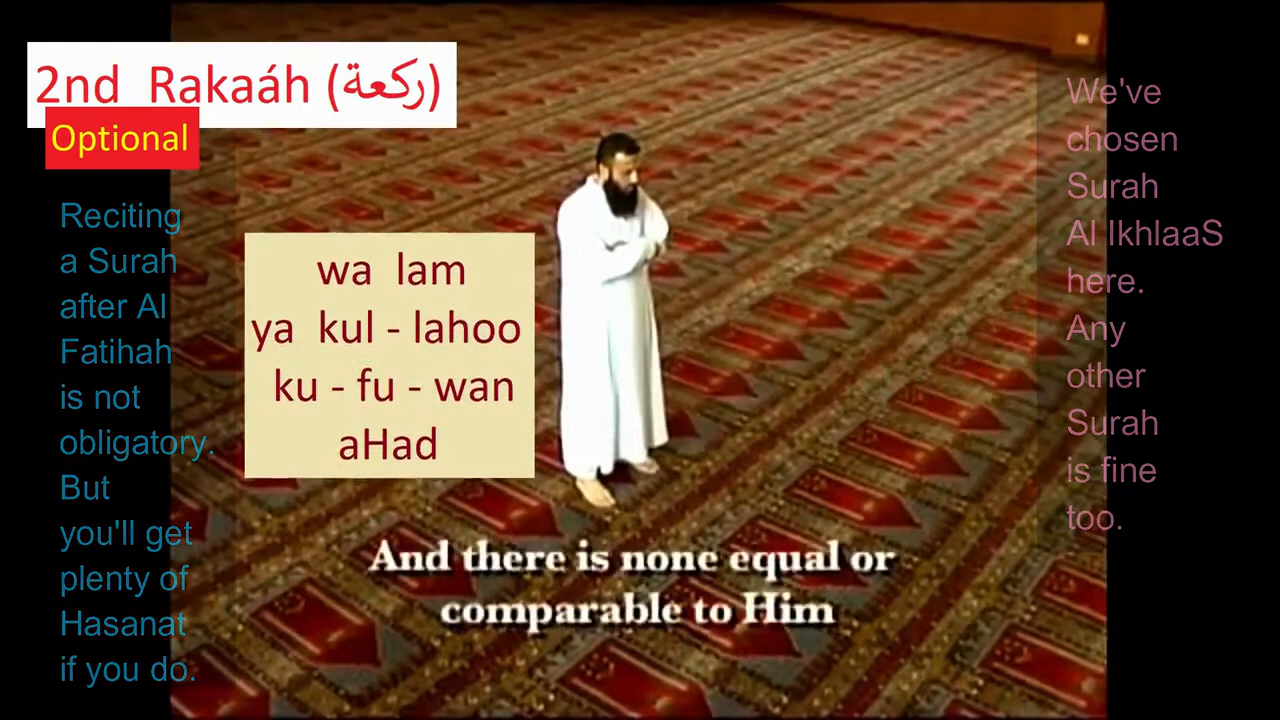 2nd Rakaáh (ركعة)
Optional
Reciting
a Surah
after Al
Fatihah
is not
obligatory.
But
you'll get
plenty of
Hasanat
if you do.
wa lam
ya kul - lahoo
ku - fu - wan
aHad
And there is none equal or
comparable to Him
We've
chosen
Surah
Al IkhlaaS
here.
Any
other
Surah
is fine
too.